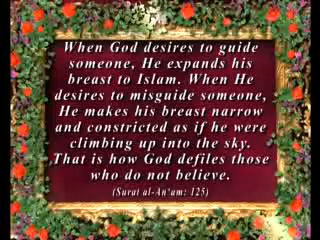 When God desires to guide
someone, He expands his
breast to Islam. When He
desires to misguide someone,
He makes his breast narrow
and constricted as if he were
climbing up into the sky.
That is how God defiles those
who do not believe.
(Surat al-An'am: 125)